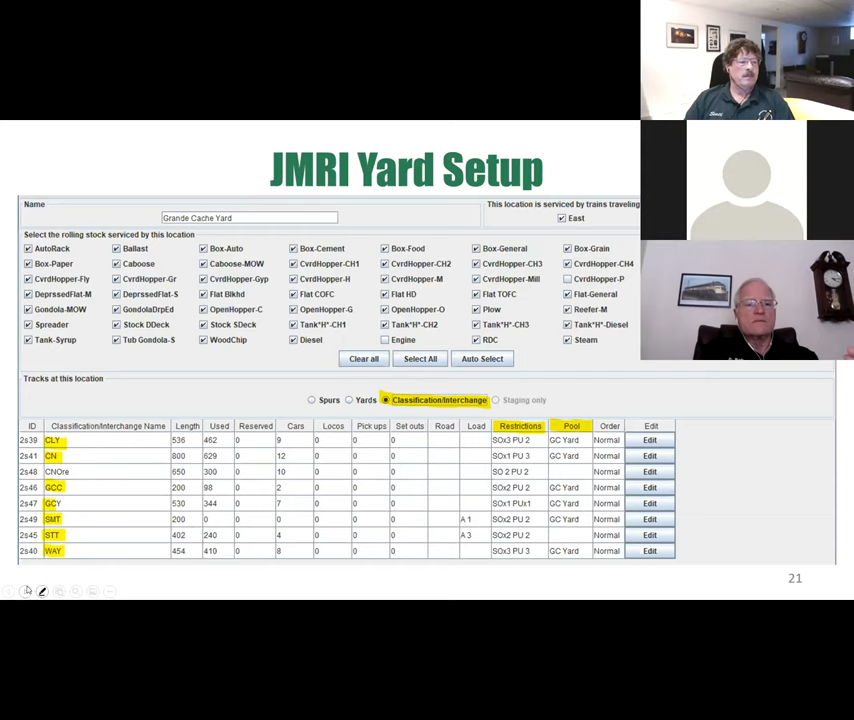 JMRI Yard Setup
Name
This location is serviced by trains traveling
Grande Cache Yard
East
Select the rolling stock serviced by this location
AutoRack Ballast Box-Auto Box-Cement Box-Food Box-General Box-Grain
Box-Paper Caboose Caboose-MOW CvrdHopper-CH1 CvrdHopper-CH2 CvrdHopper-CH3 CvrdHopper-CH4
CvrdHopper-Fly CvrdHopper-Gr CvrdHopper-Gyp CvrdHopper-H CvrdHopper-M CvrdHopper-Mill CvrdHopper-P
DeprssedFlat-M DeprssedFlat-S Flat Blkhd Flat COFC Flat HD Flat TOFC Flat-General
Gondola-MOW GondolaDrpEd OpenHopper-C OpenHopper-G OpenHopper-O Plow Reefer-M
Spreader Stock DDeck Stock SDeck Tank*H*-CH1 Tank*H*-CH2 Tank*H*-CH3 Tank*H*-Diesel
Tank-Syrup Tub Gondola-S WoodChip Diesel Engine RDC Steam
Clear all Select All Auto Select
Tracks at this location
Spurs Yards Classification/Interchange Staging only
ID Classification/Interchange Name Length Used Reserved Cars Locos Pick ups Set outs Road Load Restrictions Pool Order Edit
2s39 CLY 536 462 0 9 0 0 0 SOx3 PU 2 GC Yard Normal Edit
2s41 CN 800 629 0 12 0 0 0 SOx1 PU 3 GC Yard Normal Edit
2s48 CNOre 650 300 0 10 0 0 0 SO 2 PU 2 Normal Edit
2s46 GCC 200 98 0 2 0 0 0 SOx2 PU 2 GC Yard Normal Edit
2s47 GCY 530 344 0 7 0 0 0 SOx1 PUx1 GC Yard Normal Edit
2s49 SMT 200 0 0 0 0 0 0 A 1 SOx2 PU 2 GC Yard Normal Edit
2s45 STT 402 240 0 4 0 0 0 A 3 SOx2 PU 2 Normal Edit
2s40 WAY 454 410 0 8 0 0 0 SOx3 PU 3 GC Yard Normal Edit
21